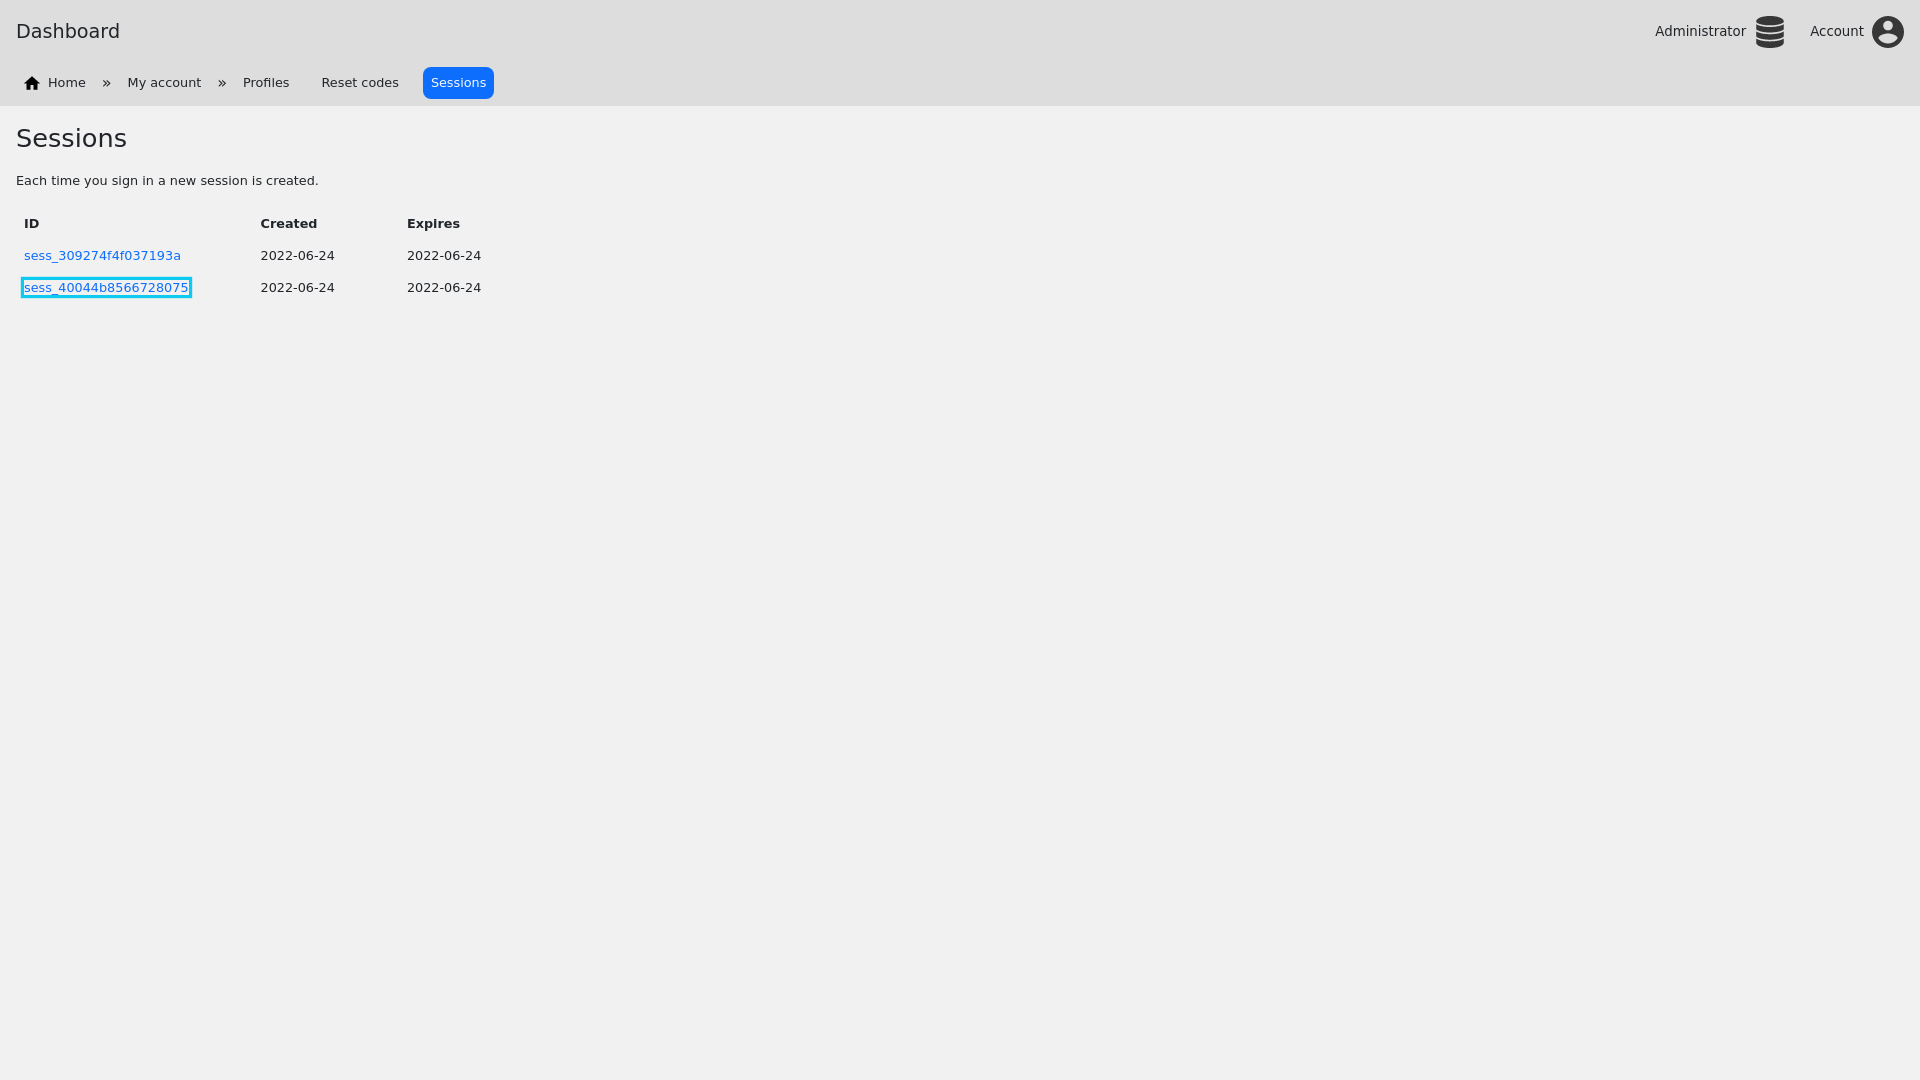 Dashboard
Administrator
Account
Home » My account » Profiles Reset codes Sessions
Sessions
Each time you sign in a new session is created.
ID Created Expires
sess_309274f4f037193a 2022-06-24 2022-06-24
sess_40044b8566728075 2022-06-24 2022-06-24